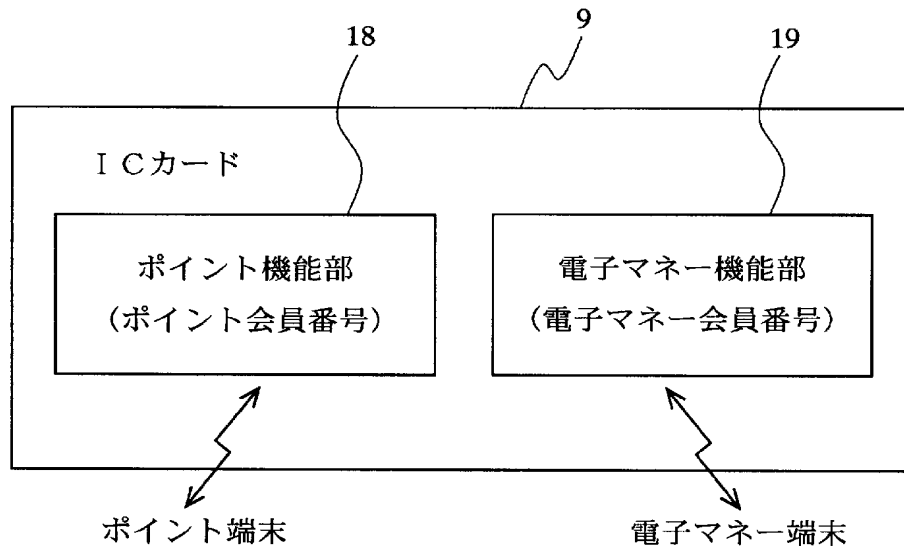 18
9
19
ICカード
ポイント機能部
(ポイント会員番号)
電子マネー機能部
(電子マネー会員番号)
ポイント端末
電子マネー端末